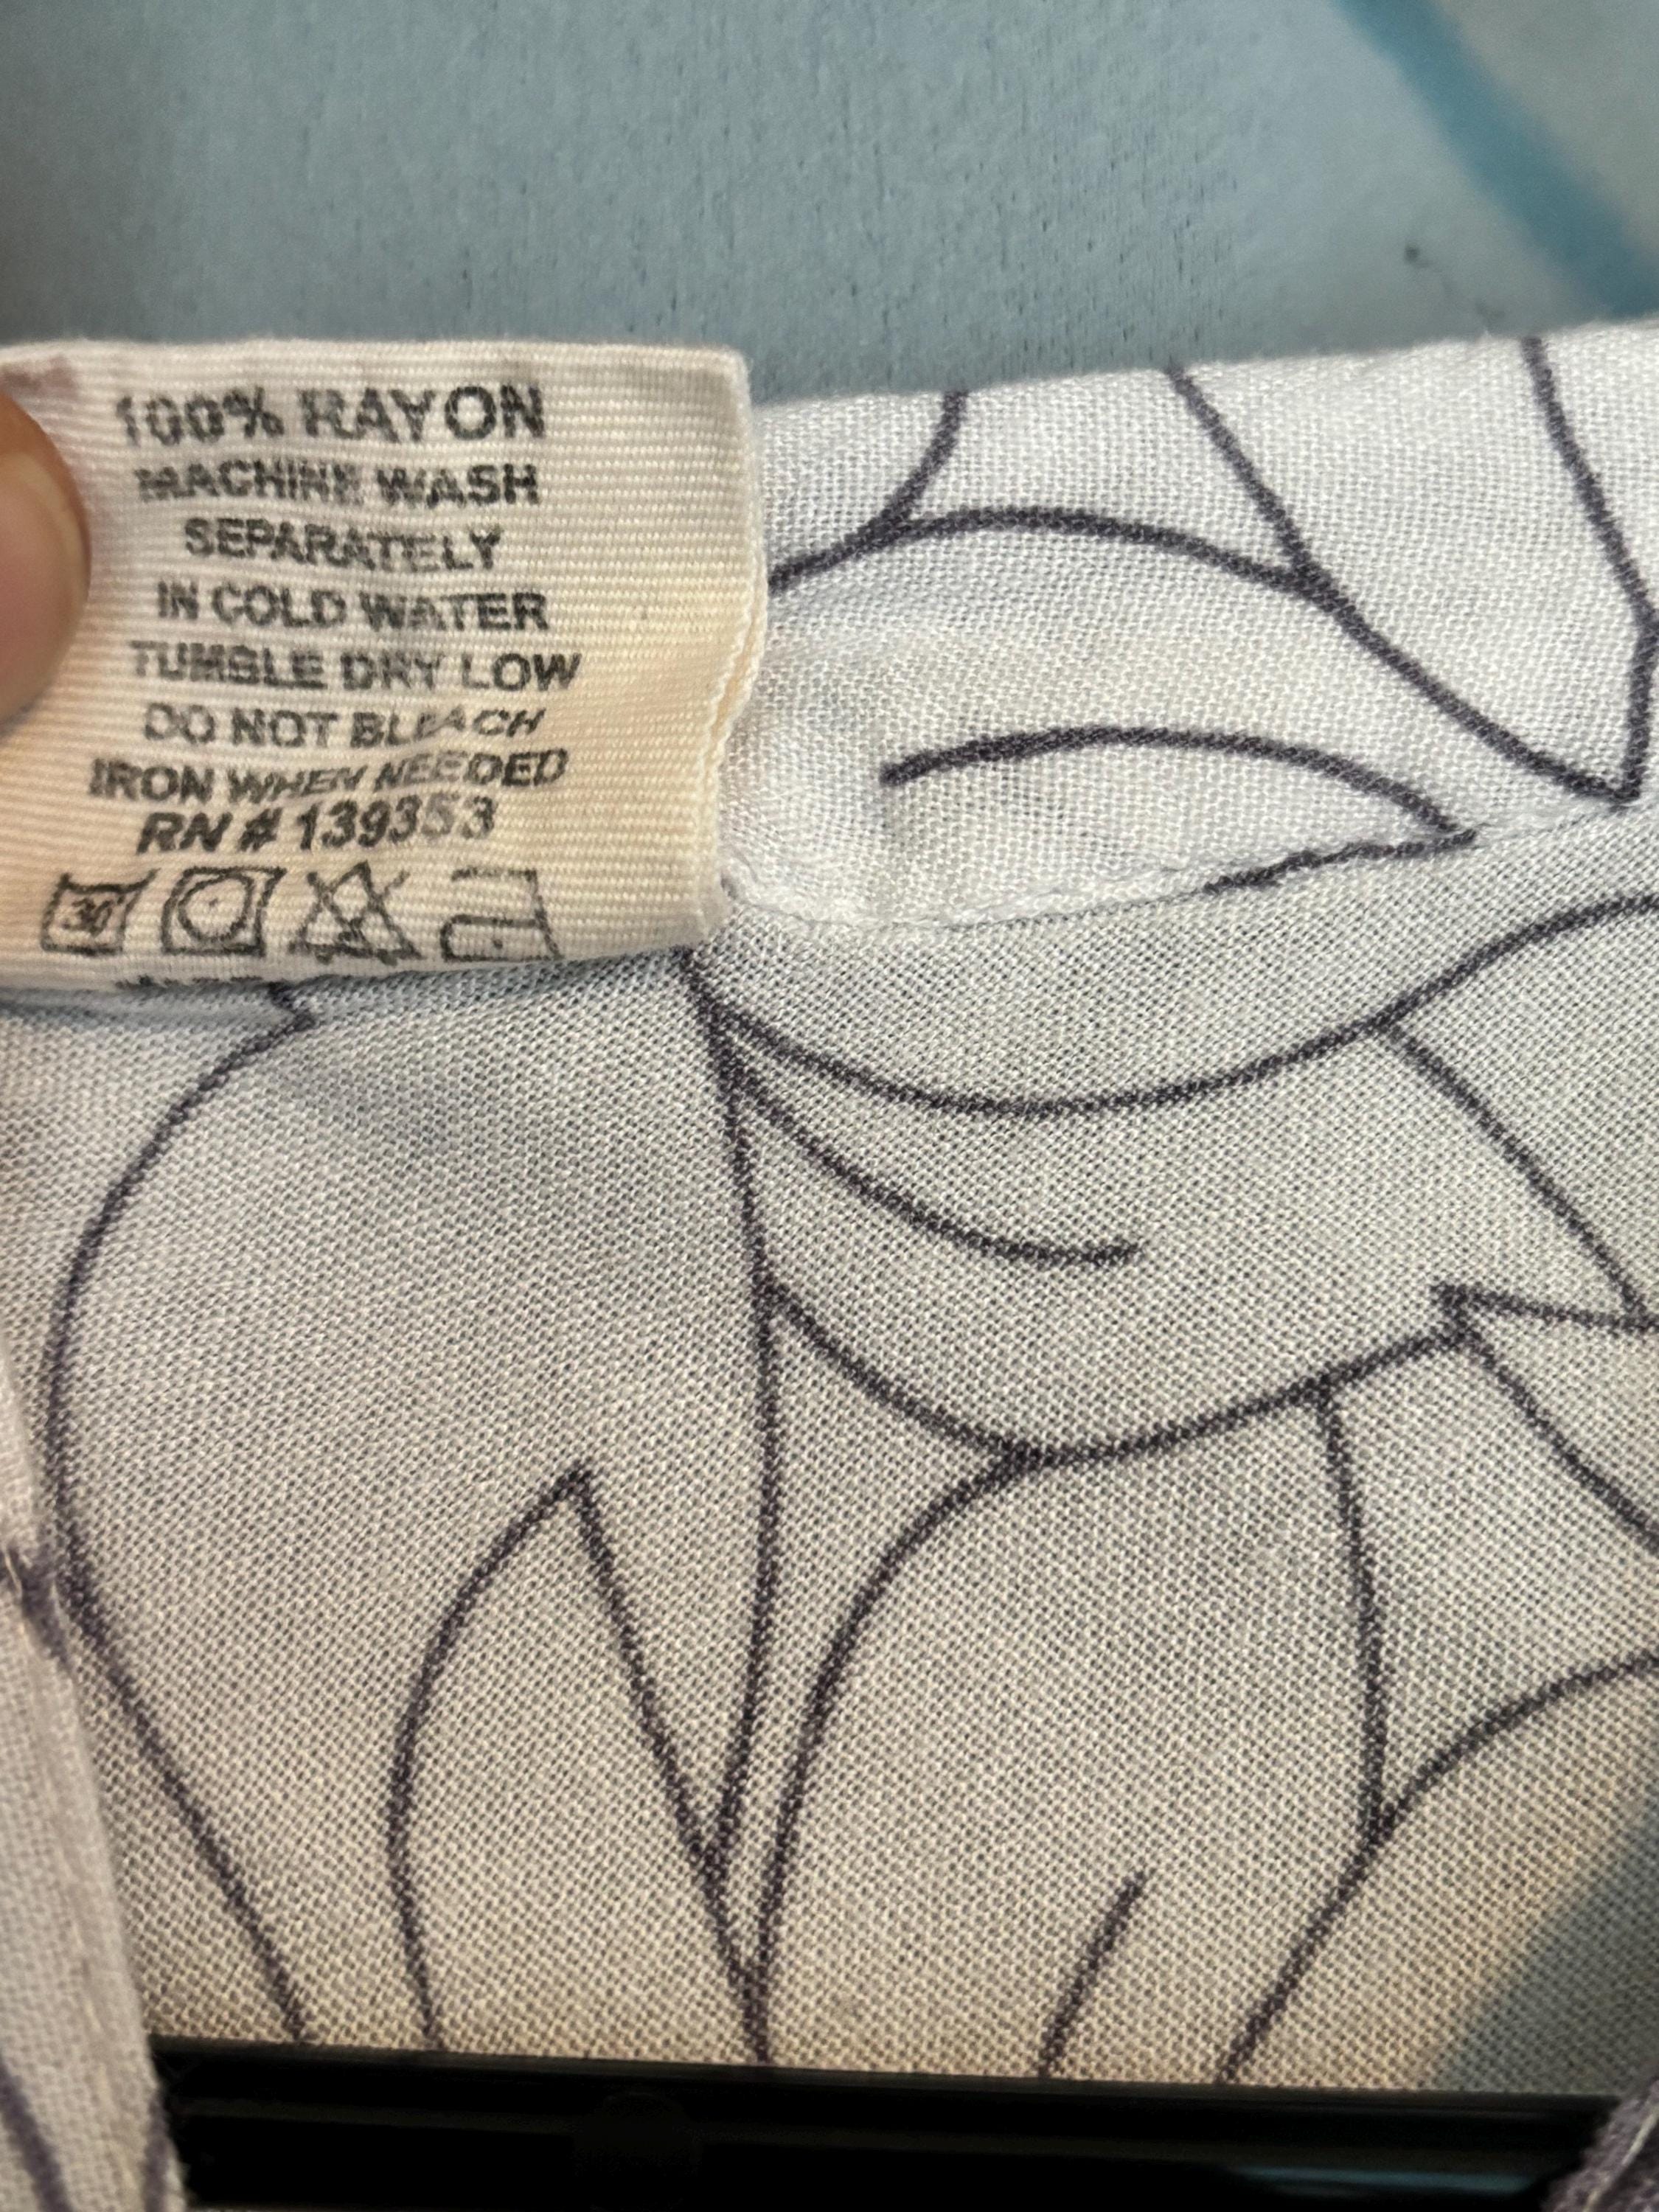 100% RAYON
MACHINE WASH
SEPARATELY
IN COLD WATER
TUMBLE DRY LOW
DO NOT BLEACH
IRON WHEN NEEDED
RN # 139353
30